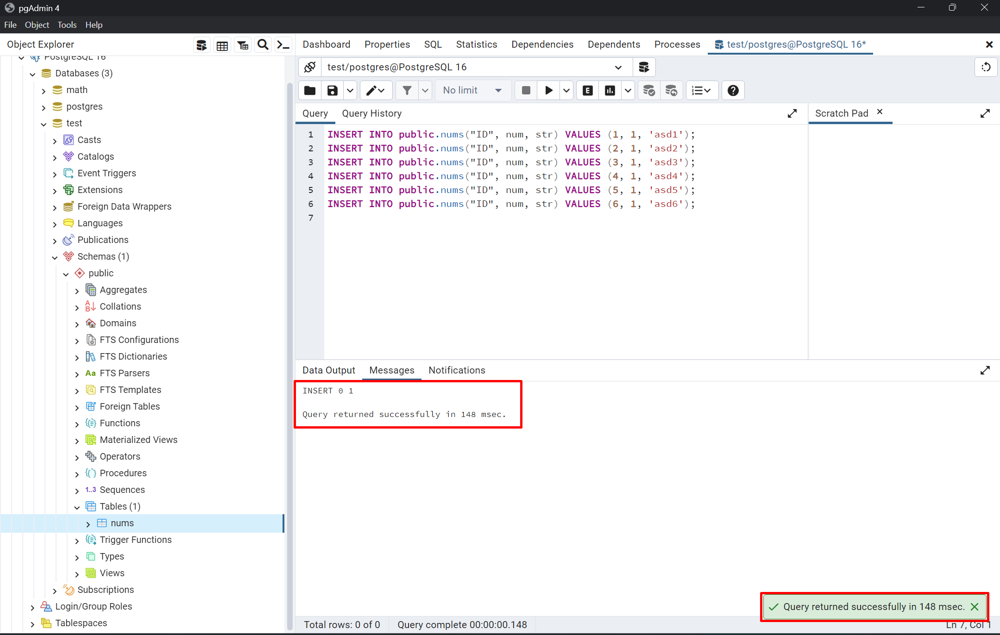 pgAdmin 4
File Object Tools Help
Object Explorer
PostgreSQL 16
Databases (3)
math
postgres
test
Casts
Catalogs
Event Triggers
Extensions
Foreign Data Wrappers
Languages
Publications
Schemas (1)
public
Aggregates
Collations
Domains
FTS Configurations
FTS Dictionaries
Aa FTS Parsers
FTS Templates
Foreign Tables
Functions
Materialized Views
Operators
Procedures
1..3 Sequences
Tables (1)
nums
Trigger Functions
Types
Views
Subscriptions
Login/Group Roles
Tablespaces
Dashboard Properties SQL Statistics Dependencies Dependents Processes test/postgres@PostgreSQL 16*
test/postgres@PostgreSQL 16
No limit E
Query Query History
1 INSERT INTO public.nums("ID", num, str) VALUES (1, 1, 'asd1');
2 INSERT INTO public.nums("ID", num, str) VALUES (2, 1, 'asd2');
3 INSERT INTO public.nums("ID", num, str) VALUES (3, 1, 'asd3');
4 INSERT INTO public.nums("ID", num, str) VALUES (4, 1, 'asd4');
5 INSERT INTO public.nums("ID", num, str) VALUES (5, 1, 'asd5');
6 INSERT INTO public.nums("ID", num, str) VALUES (6, 1, 'asd6');
7
Scratch Pad
Data Output Messages Notifications
INSERT 0 1
Query returned successfully in 148 msec.
Query returned successfully in 148 msec.
Total rows: 0 of 0 Query complete 00:00:00.148 Ln 7, Col 1